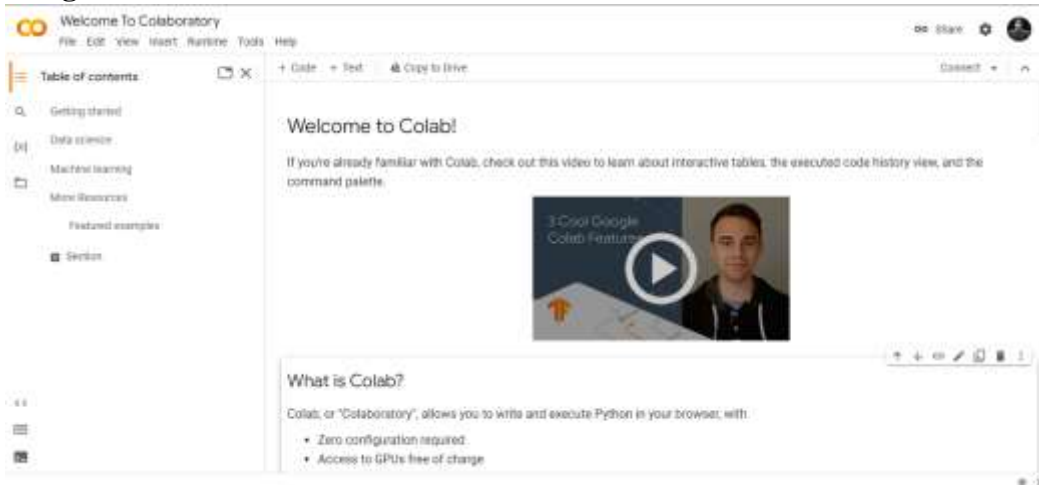 CO Welcome To Colaboratory
File Edit View Insert Runtime Tools Help
Share
Table of contents
+ Code + Text Copy to Drive
Connect
Getting started
Data science
Machine learning
More Resources
Featured examples
Section
Welcome to Colab!
If you're already familiar with Colab, check out this video to learn about interactive tables, the executed code history view, and the
command palette.
3 Cool Google
Colab Features
What is Colab?
Colab, or "Colaboratory", allows you to write and execute Python in your browser, with
• Zero configuration required
• Access to GPUs free of charge